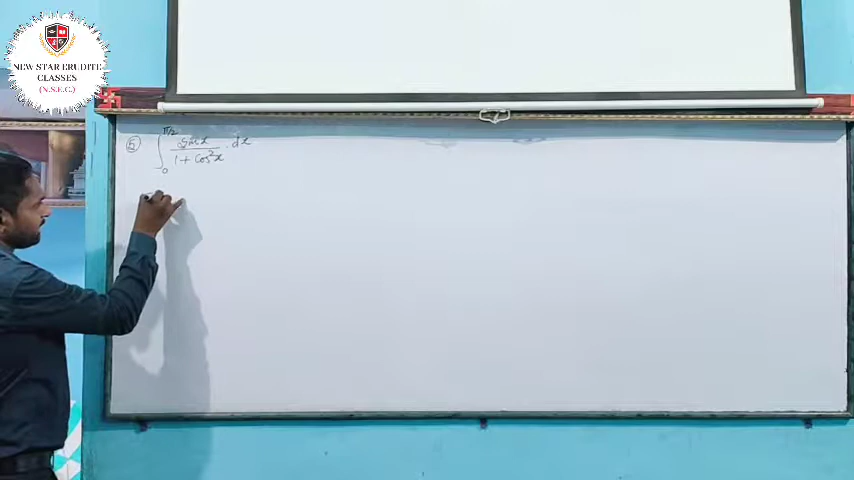 NEW STAR ERUDITE
CLASSES
(N.S.E.C.)
⑤ ∫₀^{π/2} Sin x / 1 + Cos²x . dx